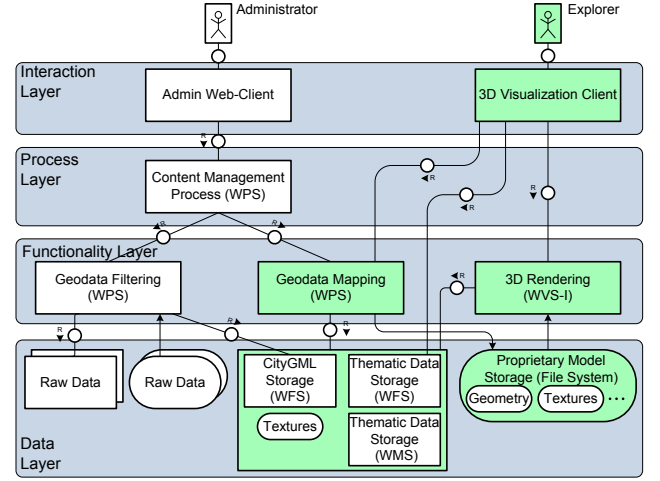 Administrator
Explorer
Interaction
Layer
Admin Web-Client
3D Visualization Client
R
R
R
R
Process
Layer
Content Management
Process (WPS)
R
R
R
Functionality Layer
Geodata Filtering
(WPS)
Geodata Mapping
(WPS)
3D Rendering
(WVS-I)
R
R
R
Raw Data
Raw Data
CityGML
Storage
(WFS)
Textures
Thematic Data
Storage
(WFS)
Thematic Data
Storage
(WMS)
Proprietary Model
Storage (File System)
Geometry
Textures
...
Data
Layer